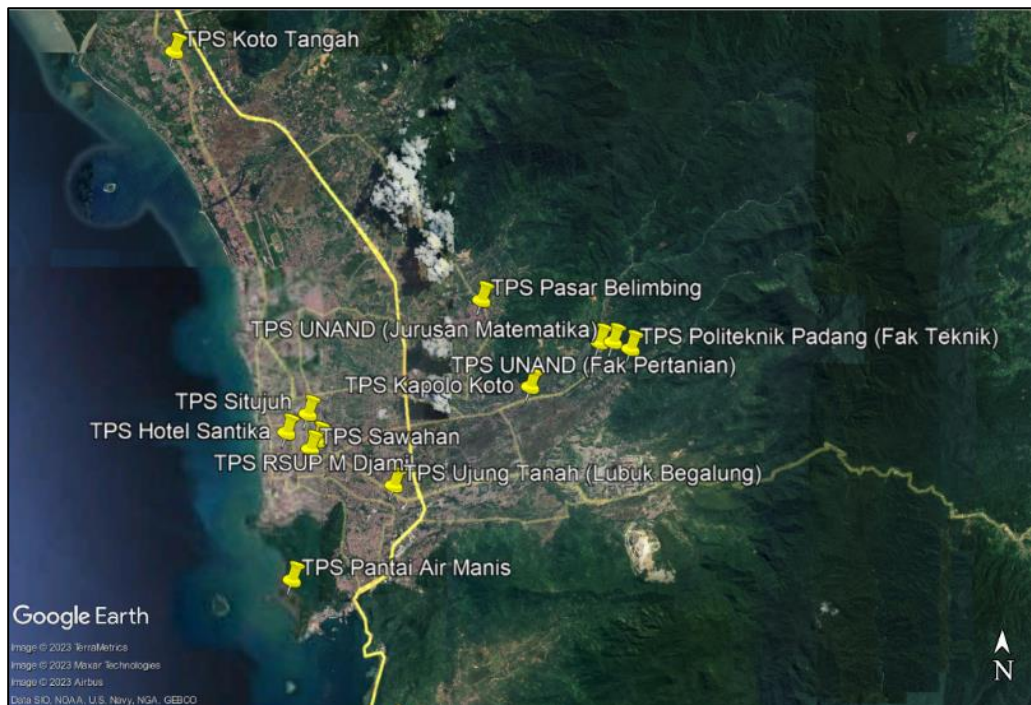 TPS Koto Tangah
TPS Pasar Belimbing
TPS UNAND (Jurusan Matematika)
TPS Politeknik Padang (Fak Teknik)
TPS UNAND (Fak Pertanian)
TPS Kapolo Koto
TPS Situjuh
TPS Hotel Santika
TPS Sawahan
TPS RSUP M Djamil
TPS Ujung Tanah (Lubuk Begalung)
TPS Pantai Air Manis
Google Earth
Image © 2023 TerraMetrics
Image © 2023 Maxar Technologies
Image © 2023 Airbus
Data SIO, NOAA, U.S. Navy, NGA, GEBCO
N